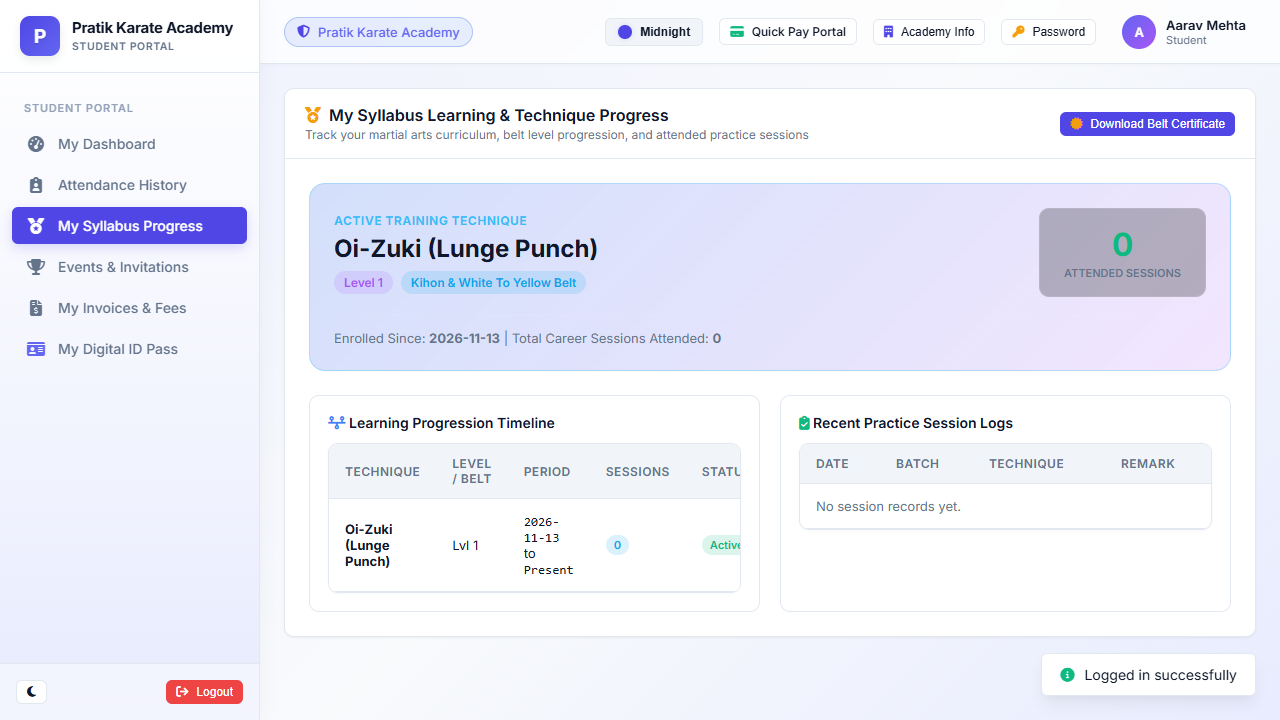 P
Pratik Karate Academy
STUDENT PORTAL
Pratik Karate Academy
Midnight
Quick Pay Portal
Academy Info
Password
A
Aarav Mehta
Student
STUDENT PORTAL
My Dashboard
Attendance History
My Syllabus Progress
Events & Invitations
My Invoices & Fees
My Digital ID Pass
Logout
My Syllabus Learning & Technique Progress
Track your martial arts curriculum, belt level progression, and attended practice sessions
Download Belt Certificate
ACTIVE TRAINING TECHNIQUE
Oi-Zuki (Lunge Punch)
Level 1
Kihon & White To Yellow Belt
0
ATTENDED SESSIONS
Enrolled Since: 2026-11-13 | Total Career Sessions Attended: 0
Learning Progression Timeline
TECHNIQUE
LEVEL
/ BELT
PERIOD
SESSIONS
STATU
Oi-Zuki
(Lunge
Punch)
Lvl 1
2026-
11-13
to
Present
0
Active
Recent Practice Session Logs
DATE
BATCH
TECHNIQUE
REMARK
No session records yet.
Logged in successfully